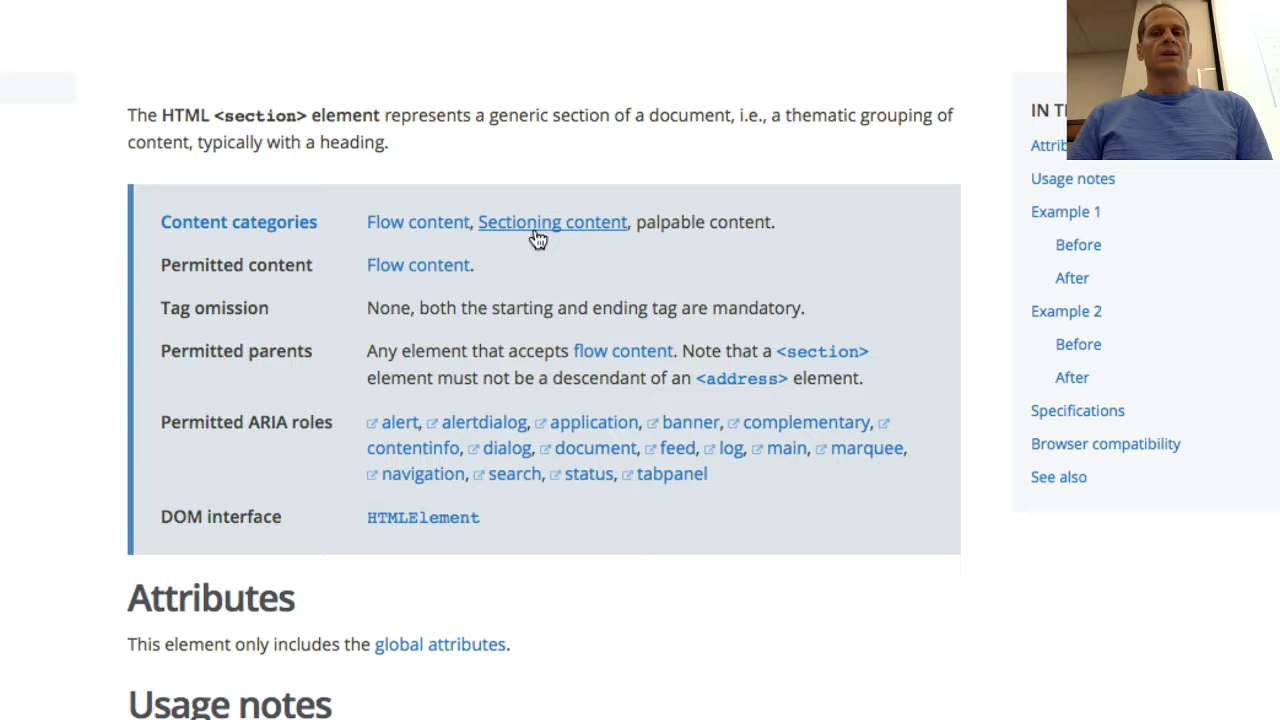 The HTML <section> element represents a generic section of a document, i.e., a thematic grouping of
content, typically with a heading.
Content categories Flow content, Sectioning content, palpable content.
Permitted content Flow content.
Tag omission None, both the starting and ending tag are mandatory.
Permitted parents Any element that accepts flow content. Note that a <section>
element must not be a descendant of an <address> element.
Permitted ARIA roles alert, alertdialog, application, banner, complementary,
contentinfo, dialog, document, feed, log, main, marquee,
navigation, search, status, tabpanel
DOM interface HTMLElement
Attributes
This element only includes the global attributes.
Usage notes
IN
Usage notes
Example 1
Before
After
Example 2
Before
After
Specifications
Browser compatibility
See also